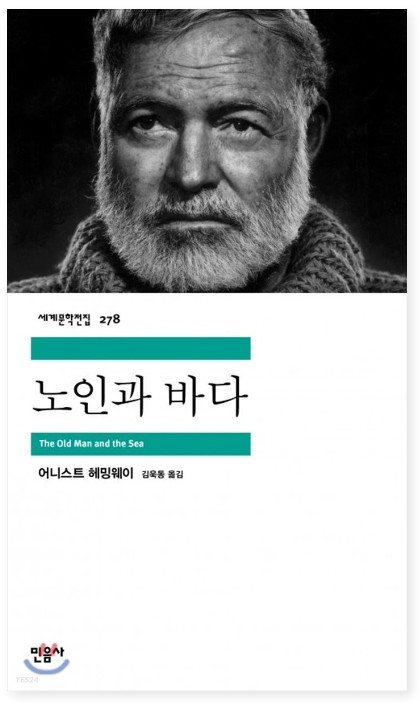 세계문학전집 278
노인과 바다
The Old Man and the Sea
어니스트 헤밍웨이 김욱동 옮김
민음사
YES24